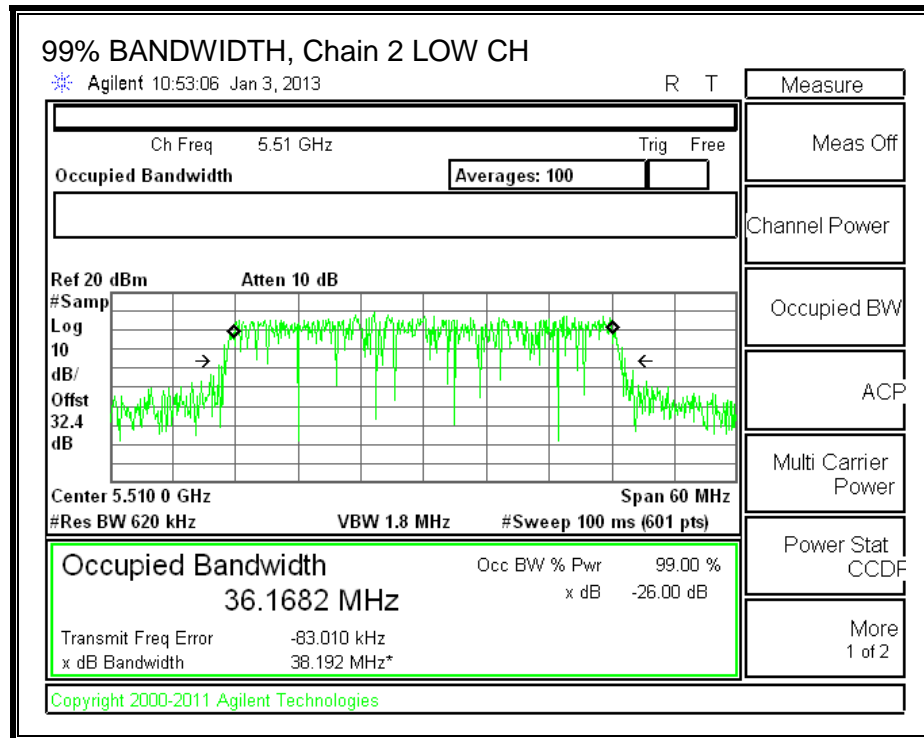 99% BANDWIDTH, Chain 2 LOW CH
Agilent 10:53:06 Jan 3, 2013 R T
Measure
Meas Off
Channel Power
Occupied BW
ACP
Multi Carrier
Power
Power Stat
CCDF
More
1 of 2
Ch Freq 5.51 GHz Trig Free
Occupied Bandwidth Averages: 100
Ref 20 dBm Atten 10 dB
#Samp
Log
10
dB/
Offst
32.4
dB
Center 5.510 0 GHz Span 60 MHz
#Res BW 620 kHz VBW 1.8 MHz #Sweep 100 ms (601 pts)
Occupied Bandwidth Occ BW % Pwr 99.00 %
36.1682 MHz x dB -26.00 dB
Transmit Freq Error -83.010 kHz
x dB Bandwidth 38.192 MHz*
Copyright 2000-2011 Agilent Technologies